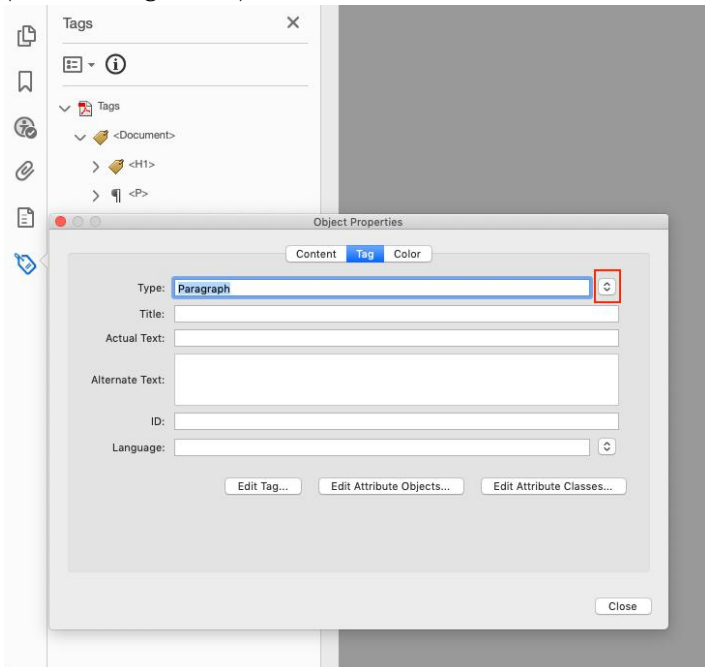 Tags
Tags
<Document>
<H1>
<P>
Object Properties
Content Tag Color
Type: Paragraph
Title:
Actual Text:
Alternate Text:
ID:
Language:
Edit Tag... Edit Attribute Objects... Edit Attribute Classes...
Close